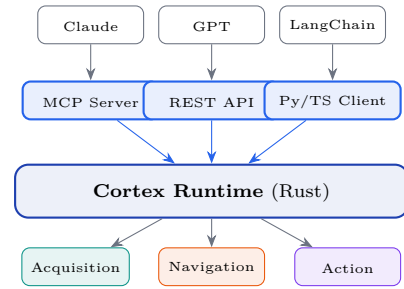 Claude GPT LangChain
MCP Server REST API Py/TS Client
Cortex Runtime (Rust)
Acquisition Navigation Action